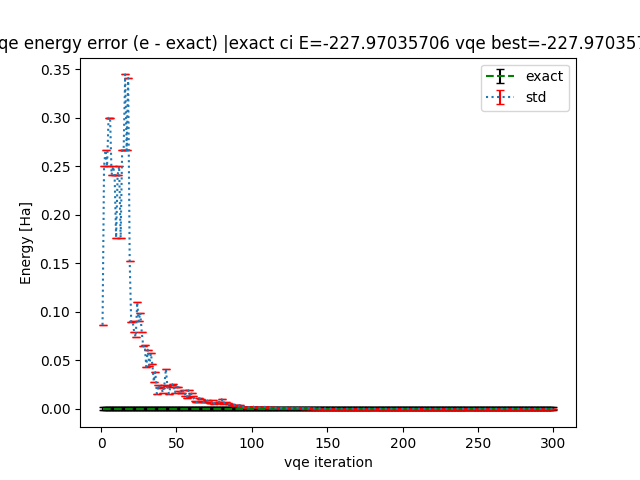 qe energy error (e - exact) |exact ci E=-227.97035706 vqe best=-227.970357
exact
std
0.35
0.30
0.25
0.20
0.15
0.10
0.05
0.00
Energy [Ha]
0 50 100 150 200 250 300
vqe iteration